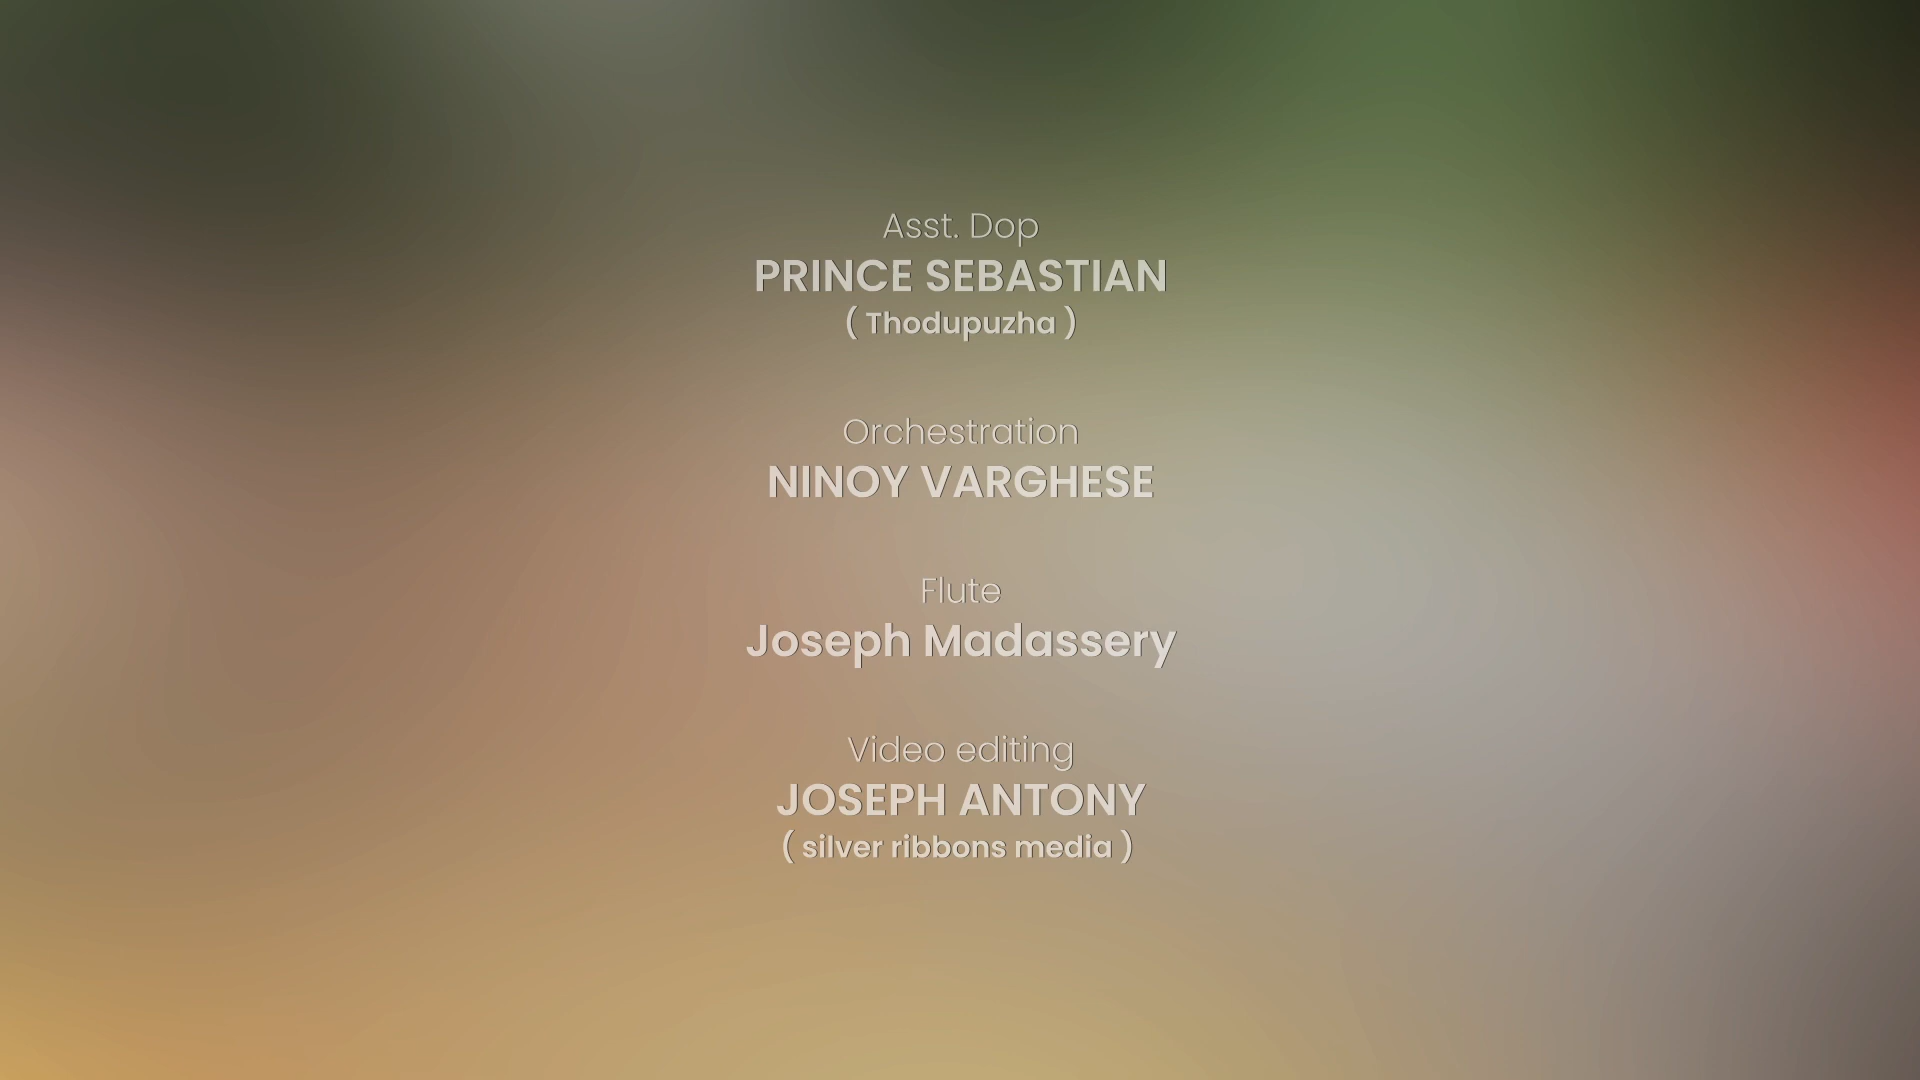 Asst. Dop
PRINCE SEBASTIAN
( Thodupuzha )
Orchestration
NINOY VARGHESE
Flute
Joseph Madassery
Video editing
JOSEPH ANTONY
( silver ribbons media )